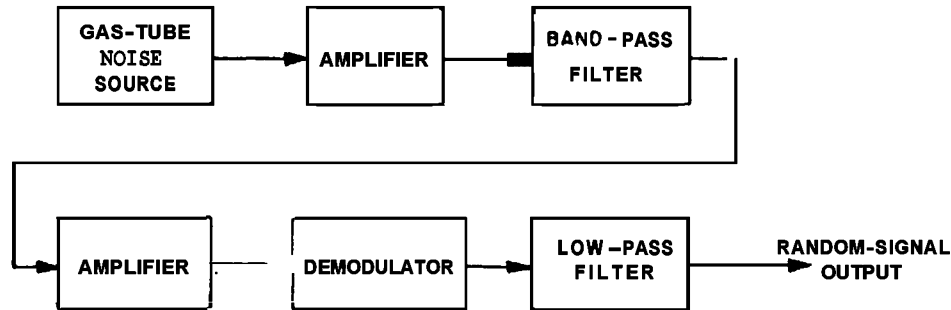 GAS-TUBE
NOISE
SOURCE
AMPLIFIER
BAND-PASS
FILTER
AMPLIFIER
DEMODULATOR
LOW-PASS
FILTER
RANDOM-SIGNAL
OUTPUT